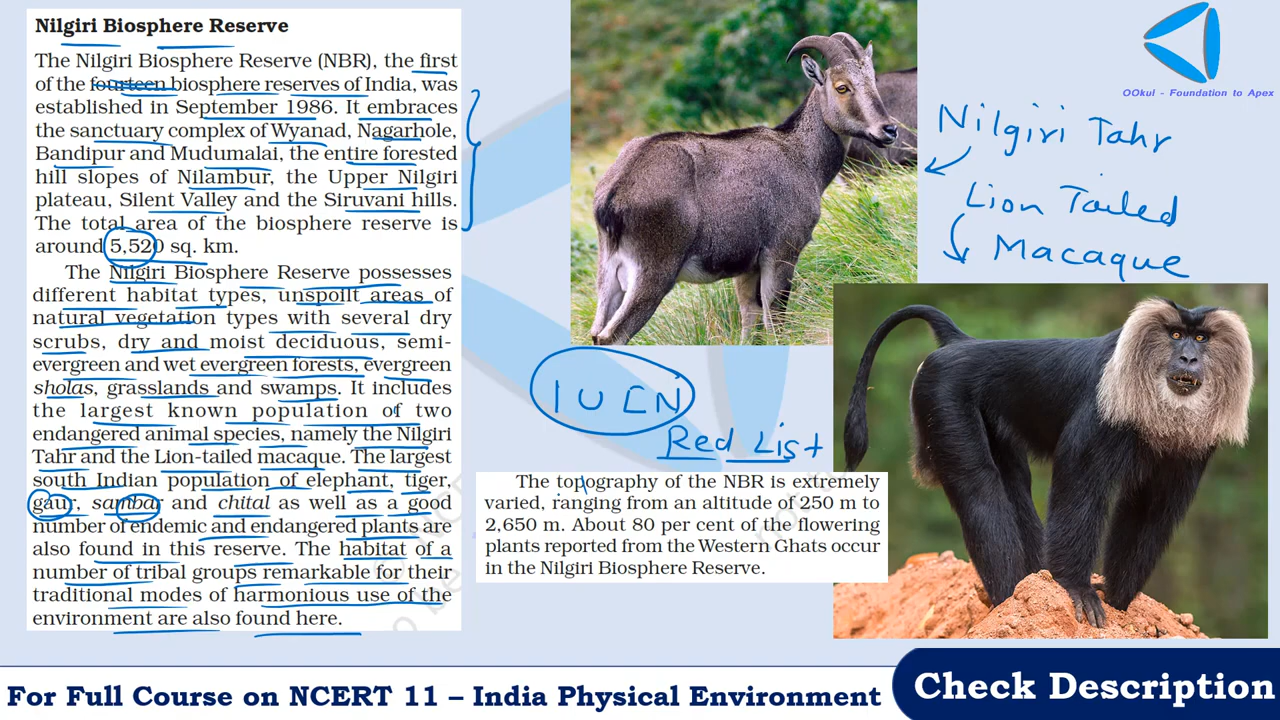 Nilgiri Biosphere Reserve
The Nilgiri Biosphere Reserve (NBR), the first
of the fourteen biosphere reserves of India, was
established in September 1986. It embraces
the sanctuary complex of Wyanad, Nagarhole,
Bandipur and Mudumalai, the entire forested
hill slopes of Nilambur, the Upper Nilgiri
plateau, Silent Valley and the Siruvani hills.
The total area of the biosphere reserve is
around 5,520 sq. km.
The Nilgiri Biosphere Reserve possesses
different habitat types, unspoilt areas of
natural vegetation types with several dry
scrubs, dry and moist deciduous, semi-
evergreen and wet evergreen forests, evergreen
sholas, grasslands and swamps. It includes
the largest known population of two
endangered animal species, namely the Nilgiri
Tahr and the Lion-tailed macaque. The largest
south Indian population of elephant, tiger,
gaur, sambar and chital as well as a good
number of endemic and endangered plants are
also found in this reserve. The habitat of a
number of tribal groups remarkable for their
traditional modes of harmonious use of the
environment are also found here.
OOkul - Foundation to Apex
Nilgiri Tahr
Lion Tailed
Macaque
IUCN
Red List
The topography of the NBR is extremely
varied, ranging from an altitude of 250 m to
2,650 m. About 80 per cent of the flowering
plants reported from the Western Ghats occur
in the Nilgiri Biosphere Reserve.
For Full Course on NCERT 11 – India Physical Environment
Check Description